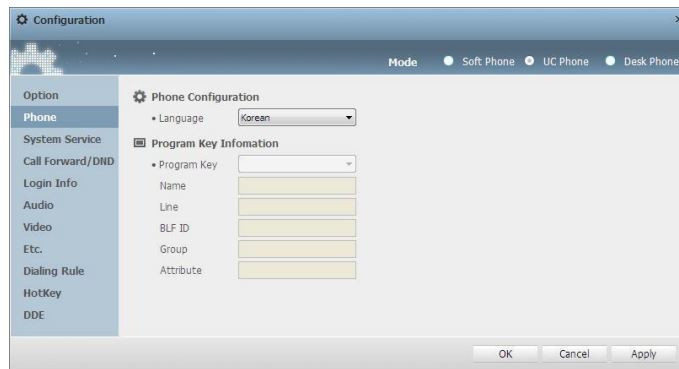 Configuration
Mode Soft Phone UC Phone Desk Phone
Option
Phone
System Service
Call Forward/DND
Login Info
Audio
Video
Etc.
Dialing Rule
HotKey
DDE
Phone Configuration
• Language Korean
Program Key Infomation
• Program Key
Name
Line
BLF ID
Group
Attribute
OK Cancel Apply